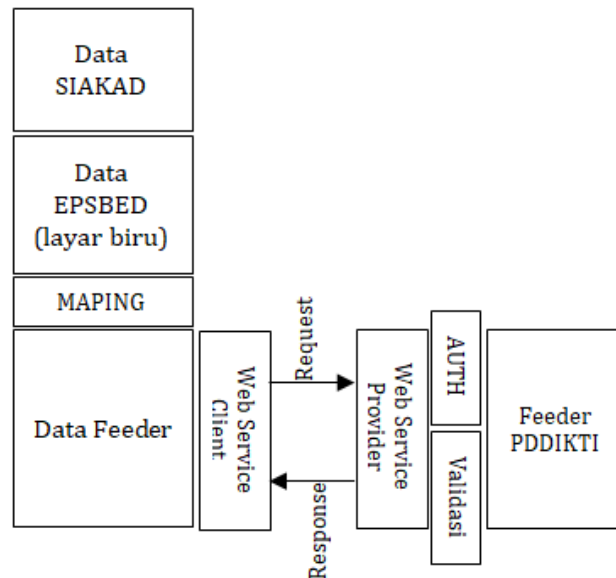 Data
SIAKAD
Data
EPSBED
(layar biru)
MAPING
Data Feeder
Web Service
Client
Request
Response
Web Service
Provider
AUTH
Validasi
Feeder
PDDIKTI